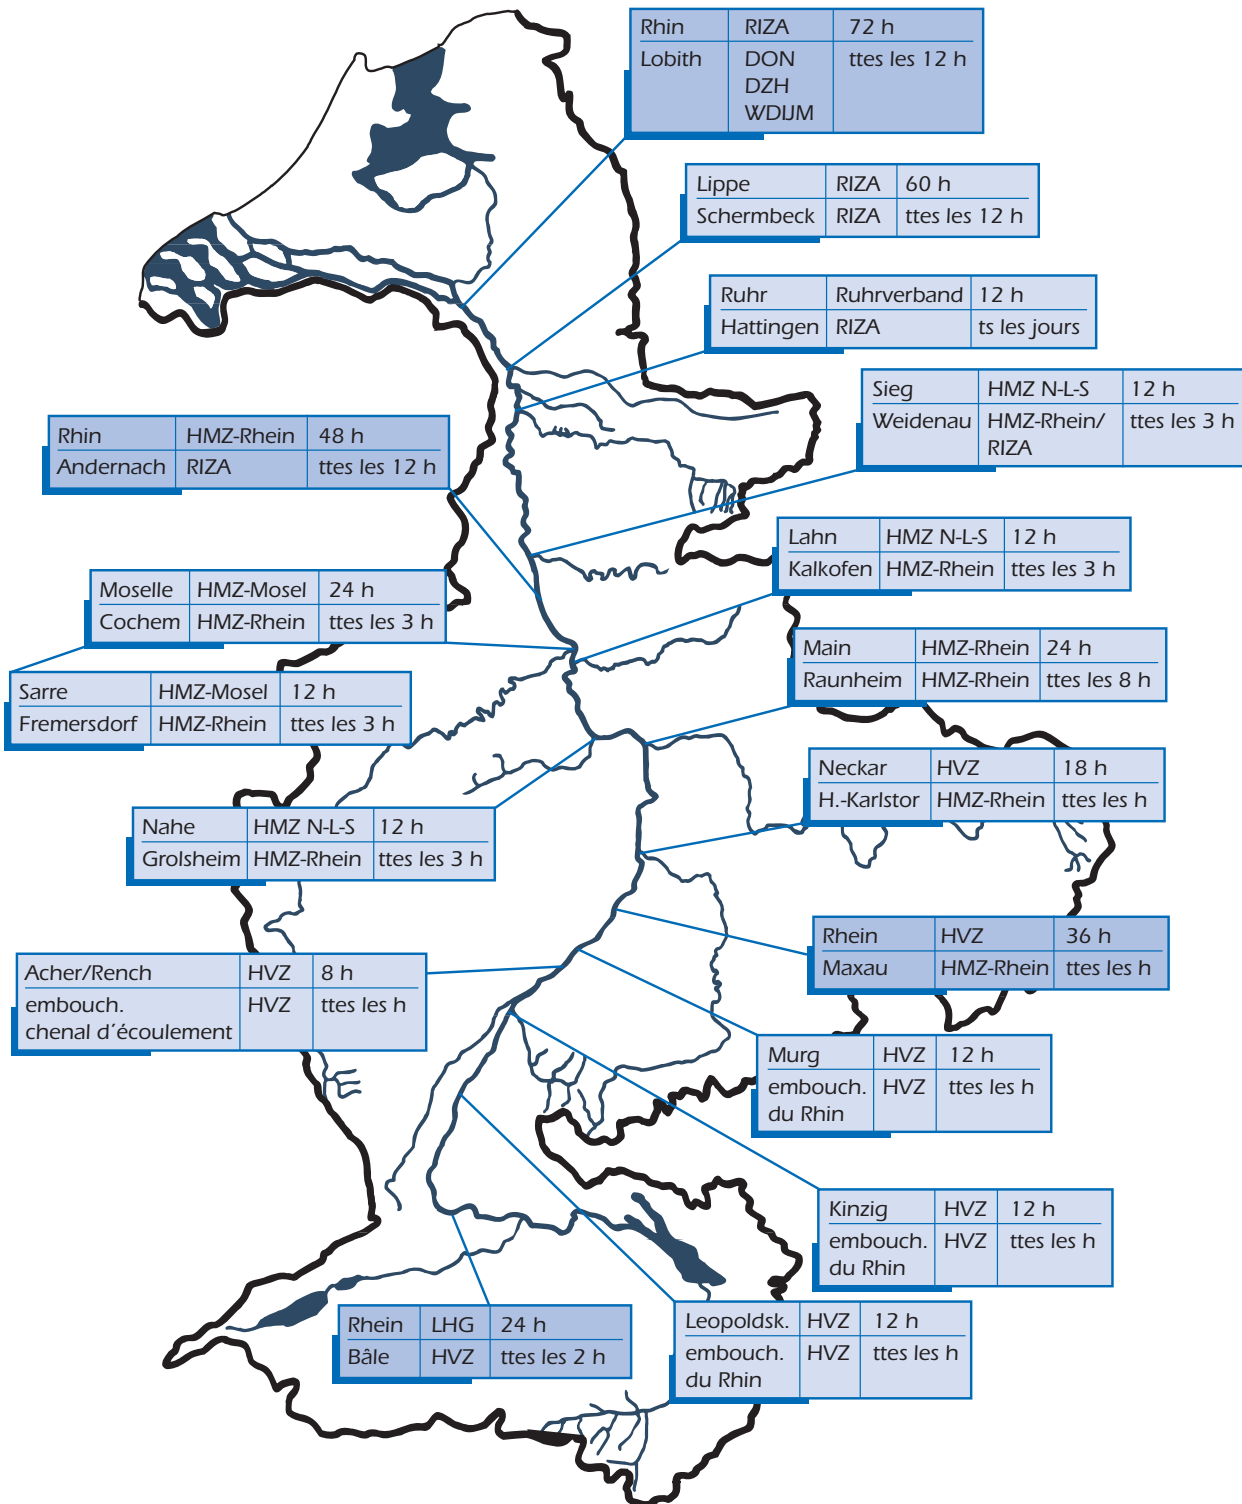 Rhin RIZA 72 h
Lobith DON ttes les 12 h
DZH
WDIJM
Lippe RIZA 60 h
Schermbeck RIZA ttes les 12 h
Ruhr Ruhrverband 12 h
Hattingen RIZA ts les jours
Sieg HMZ N-L-S 12 h
Weidenau HMZ-Rhein/ ttes les 3 h
RIZA
Rhin HMZ-Rhein 48 h
Andernach RIZA ttes les 12 h
Lahn HMZ N-L-S 12 h
Kalkofen HMZ-Rhein ttes les 3 h
Moselle HMZ-Mosel 24 h
Cochem HMZ-Rhein ttes les 3 h
Main HMZ-Rhein 24 h
Raunheim HMZ-Rhein ttes les 8 h
Sarre HMZ-Mosel 12 h
Fremersdorf HMZ-Rhein ttes les 3 h
Neckar HVZ 18 h
H.-Karlstor HMZ-Rhein ttes les h
Nahe HMZ N-L-S 12 h
Grolsheim HMZ-Rhein ttes les 3 h
Rhein HVZ 36 h
Maxau HMZ-Rhein ttes les h
Acher/Rench HVZ 8 h
embouch. HVZ ttes les h
chenal d´écoulement
Murg HVZ 12 h
embouch. HVZ ttes les h
du Rhin
Kinzig HVZ 12 h
embouch. HVZ ttes les h
du Rhin
Rhein LHG 24 h
Bâle HVZ ttes les 2 h
Leopoldsk. HVZ 12 h
embouch. HVZ ttes les h
du Rhin